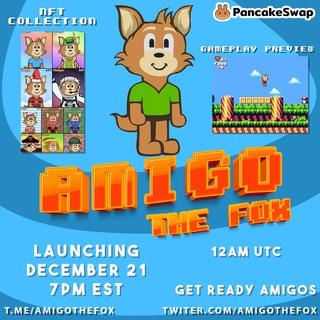 NFT
COLLECTION
PancakeSwap
GAMEPLAY PREVIEW
AMIGO
THE FOX
LAUNCHING
DECEMBER 21
7PM EST
12AM UTC
GET READY AMIGOS
T.ME/AMIGOTHEFOX
TWITER.COM/AMIGOTHEFOX